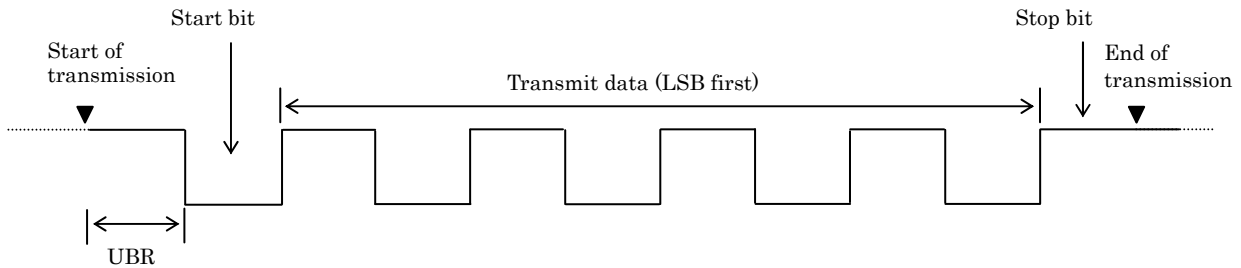 Start bit
Stop bit
Start of
transmission
End of
transmission
Transmit data (LSB first)
UBR